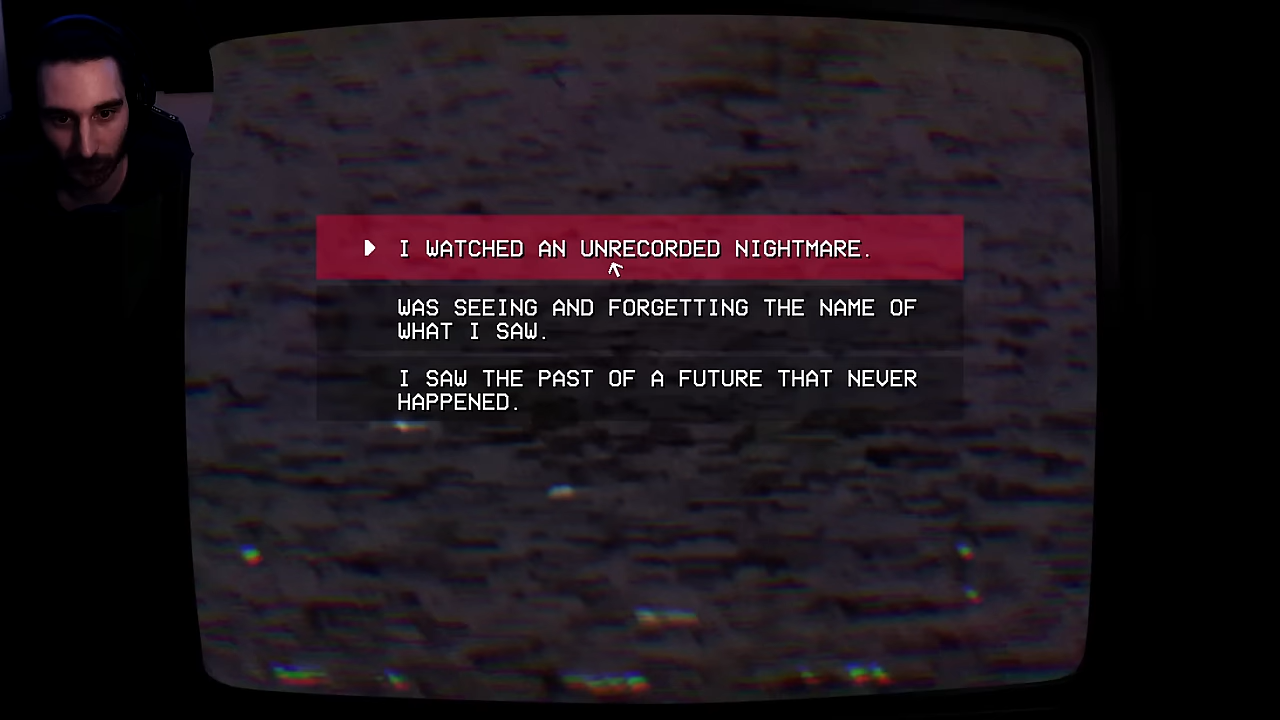 I WATCHED AN UNRECORDED NIGHTMARE.
WAS SEEING AND FORGETTING THE NAME OF
WHAT I SAW.
I SAW THE PAST OF A FUTURE THAT NEVER
HAPPENED.